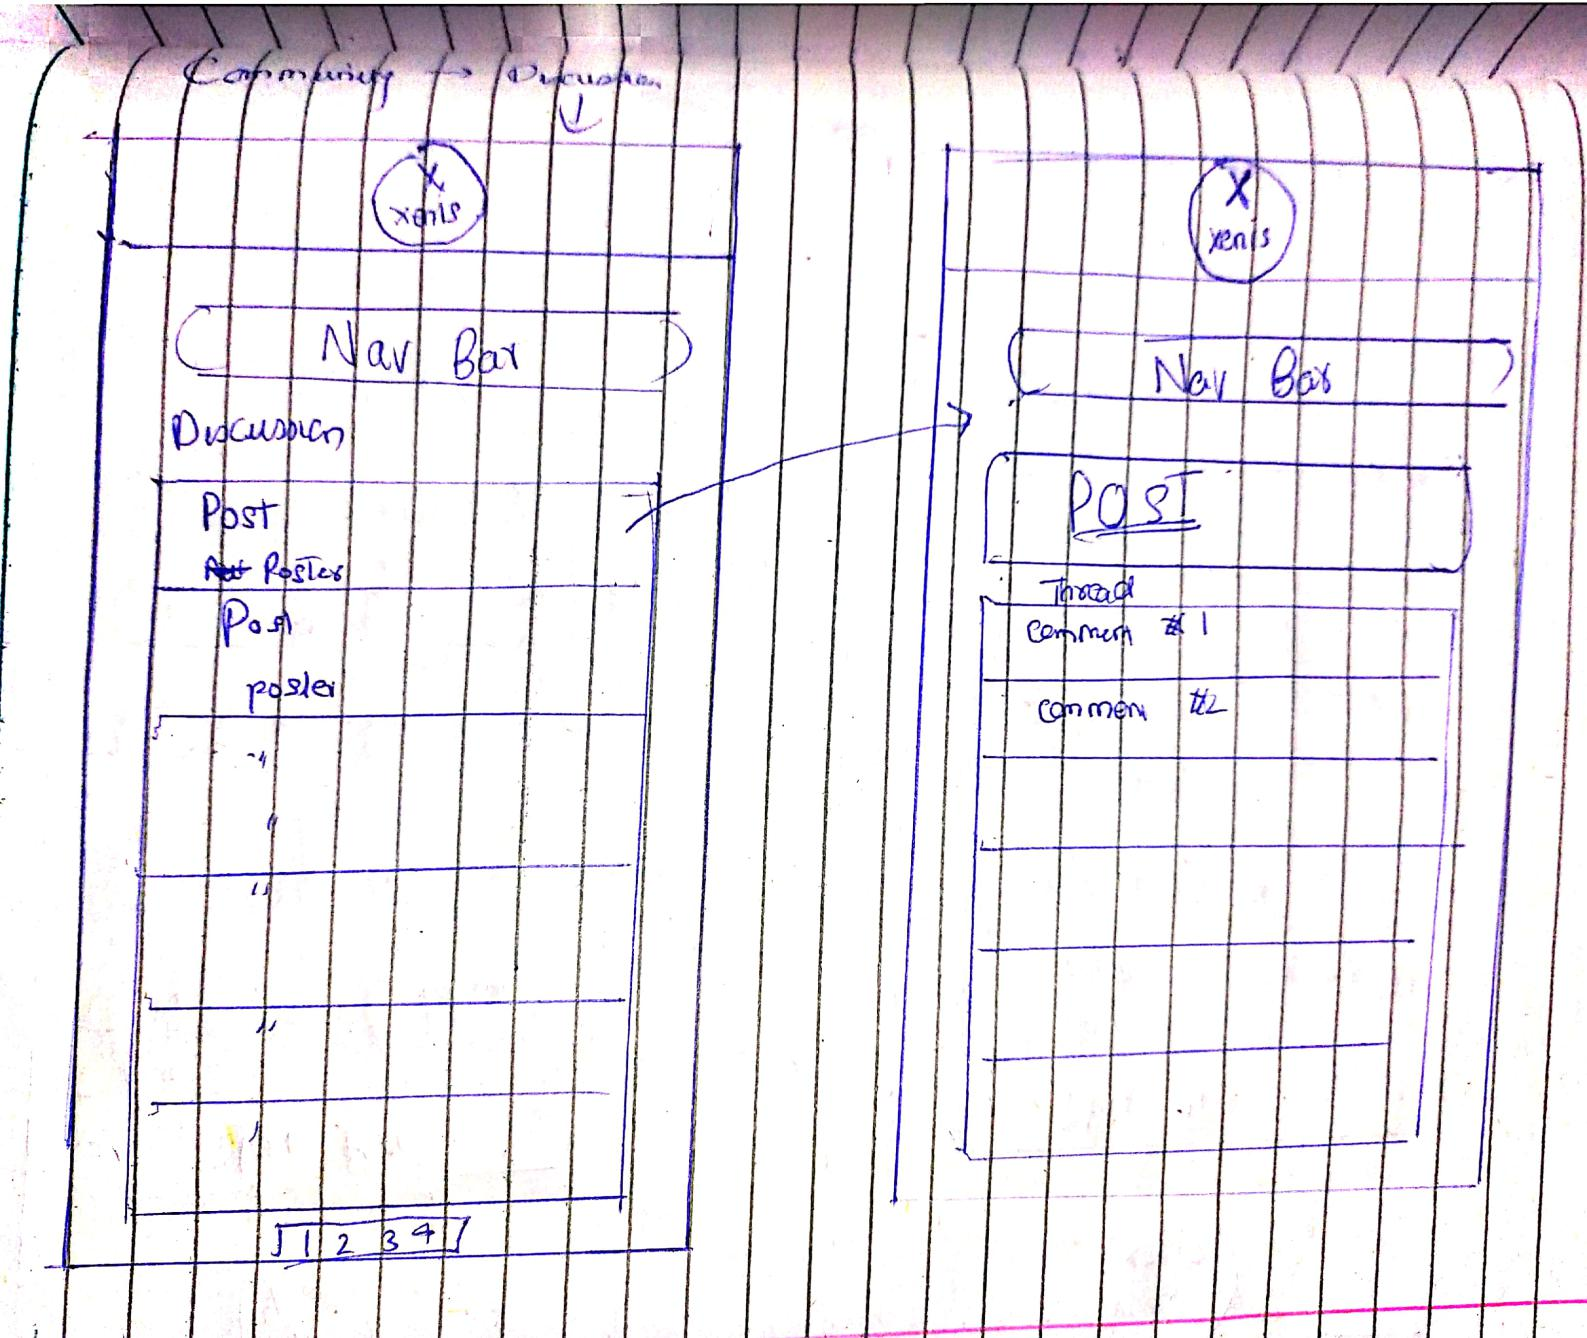 Community → Discussion
X
xenis
Nav Bar
Discussion
Post
Poster
Post
poster
"
"
"
"
1 2 3 4
X
xenis
Nav Bar
POST
Thread
comment #1
comment #2